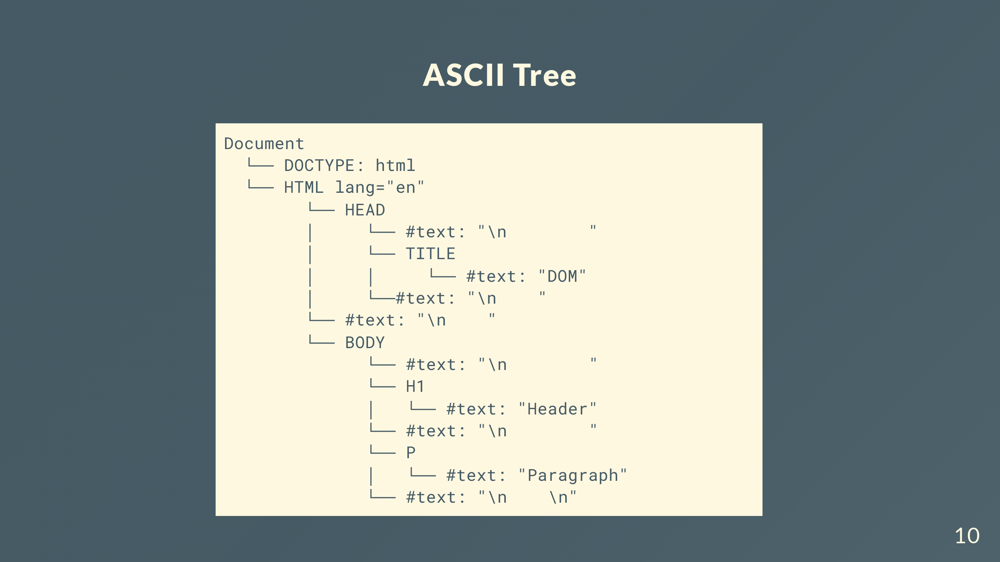 ASCII Tree
Document
  └── DOCTYPE: html
  └── HTML lang="en"
        └── HEAD
        │     └── #text: "\n        "
        │     └── TITLE
        │     │     └── #text: "DOM"
        │     └──#text: "\n    "
        └── #text: "\n    "
        └── BODY
              └── #text: "\n        "
              └── H1
              │   └── #text: "Header"
              └── #text: "\n        "
              └── P
              │   └── #text: "Paragraph"
              └── #text: "\n    \n"
10